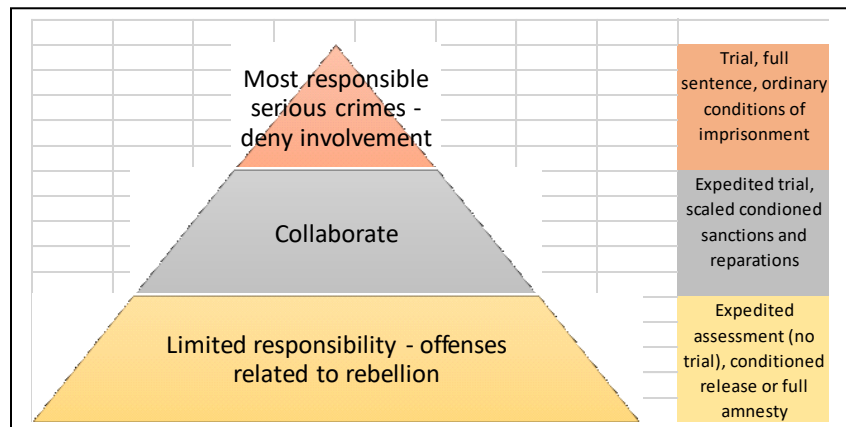 Most responsible
serious crimes -
deny involvement
Trial, full
sentence, ordinary
conditions of
imprisonment
Collaborate
Expedited trial,
scaled condioned
sanctions and
reparations
Limited responsibility - offenses
related to rebellion
Expedited
assessment (no
trial), conditioned
release or full
amnesty